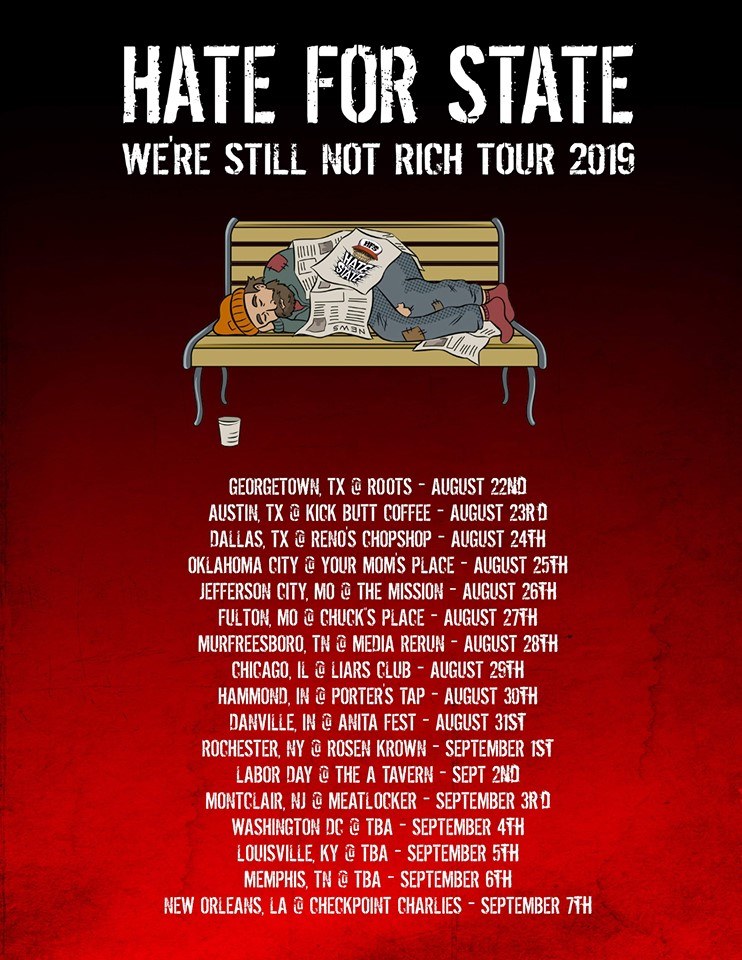 HATE FOR STATE
WE'RE STILL NOT RICH TOUR 2019
HFS
HATE
STATE
NEWS
GEORGETOWN, TX @ ROOTS - AUGUST 22ND
AUSTIN, TX @ KICK BUTT COFFEE - AUGUST 23RD
DALLAS, TX @ RENO'S CHOPSHOP - AUGUST 24TH
OKLAHOMA CITY @ YOUR MOM'S PLACE - AUGUST 25TH
JEFFERSON CITY, MO @ THE MISSION - AUGUST 26TH
FULTON, MO @ CHUCK'S PLACE - AUGUST 27TH
MURFREESBORO, TN @ MEDIA RERUN - AUGUST 28TH
CHICAGO, IL @ LIARS CLUB - AUGUST 29TH
HAMMOND, IN @ PORTER'S TAP - AUGUST 30TH
DANVILLE, IN @ ANITA FEST - AUGUST 31ST
ROCHESTER, NY @ ROSEN KROWN - SEPTEMBER 1ST
LABOR DAY @ THE A TAVERN - SEPT 2ND
MONTCLAIR, NJ @ MEATLOCKER - SEPTEMBER 3RD
WASHINGTON DC @ TBA - SEPTEMBER 4TH
LOUISVILLE, KY @ TBA - SEPTEMBER 5TH
MEMPHIS, TN @ TBA - SEPTEMBER 6TH
NEW ORLEANS, LA @ CHECKPOINT CHARLIES - SEPTEMBER 7TH